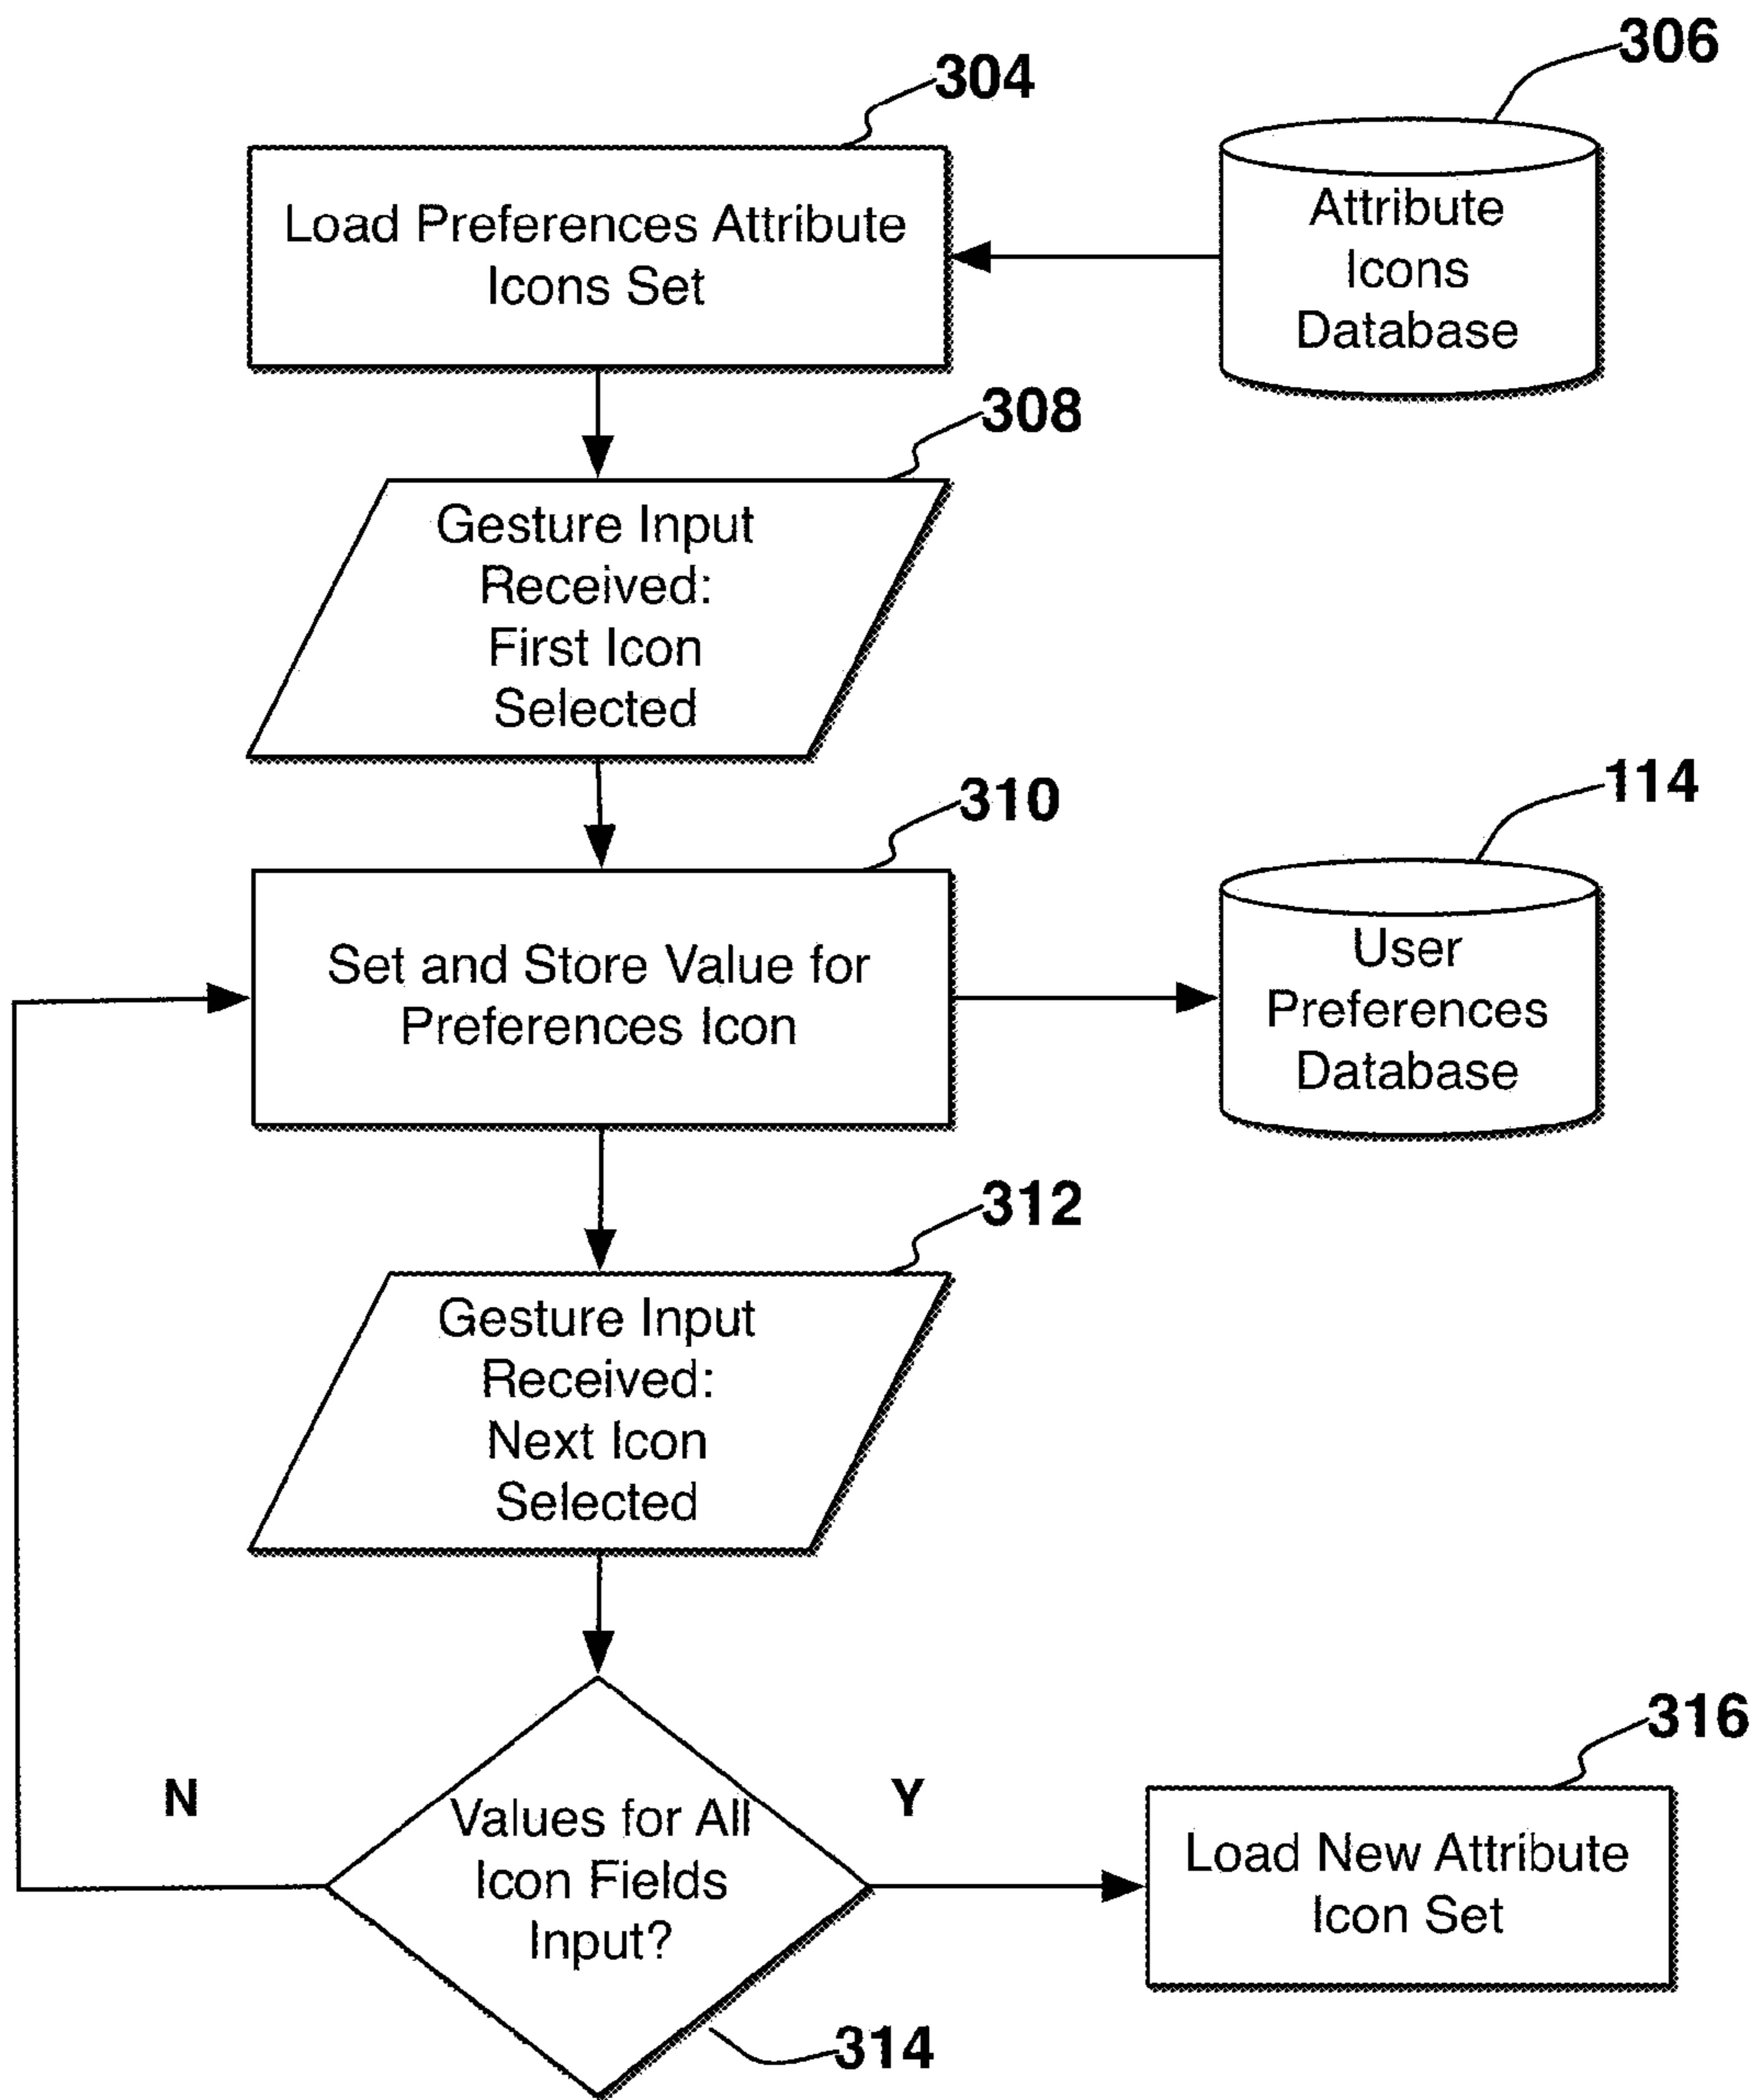 306
304
Load Preferences Attribute
Icons Set
Attribute
Icons
Database
308
Gesture Input
Received:
First Icon
Selected
310
114
Set and Store Value for
Preferences Icon
User
Preferences
Database
312
Gesture Input
Received:
Next Icon
Selected
316
N
Values for All
Icon Fields
Input?
Y
Load New Attribute
Icon Set
314